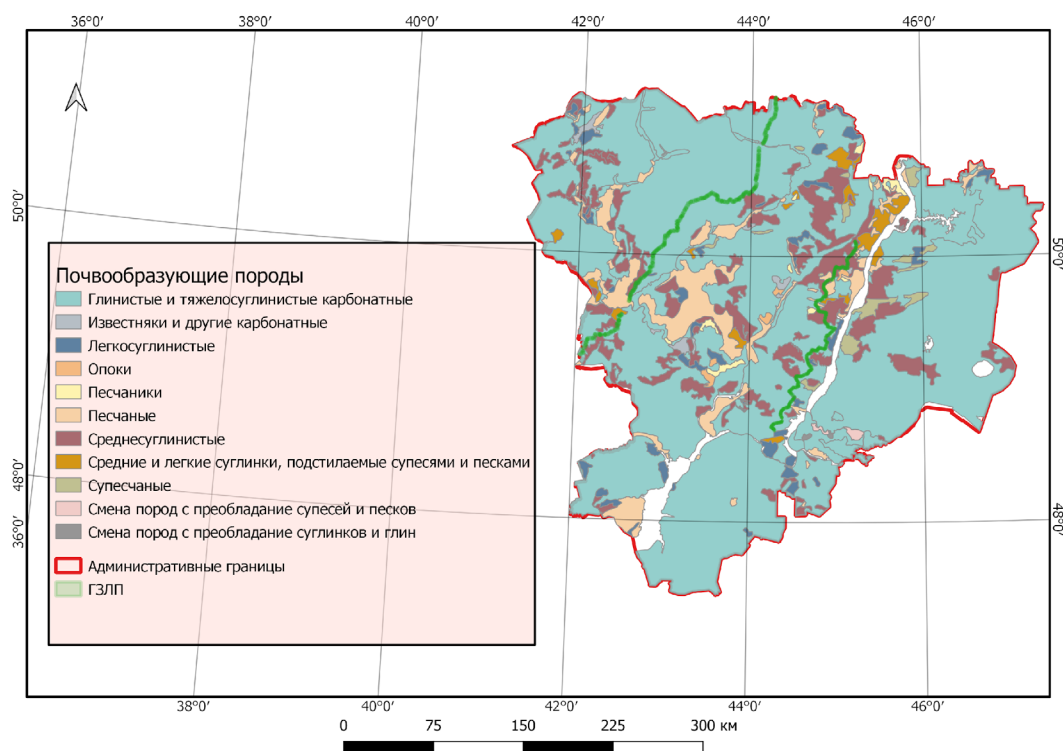 36°0′ 38°0′ 40°0′ 42°0′ 44°0′ 46°0′
50°0′
50°0′
Почвообразующие породы
Глинистые и тяжелосуглинистые карбонатные
Известняки и другие карбонатные
Легкосуглинистые
Опоки
Песчаники
Песчаные
Среднесуглинистые
Средние и легкие суглинки, подстилаемые супесями и песками
Супесчаные
Смена пород с преобладание супесей и песков
Смена пород с преобладание суглинков и глин
Административные границы
ГЗЛП
48°0′
36°0′
48°0′
38°0′ 40°0′ 42°0′ 44°0′ 46°0′
0 75 150 225 300 км